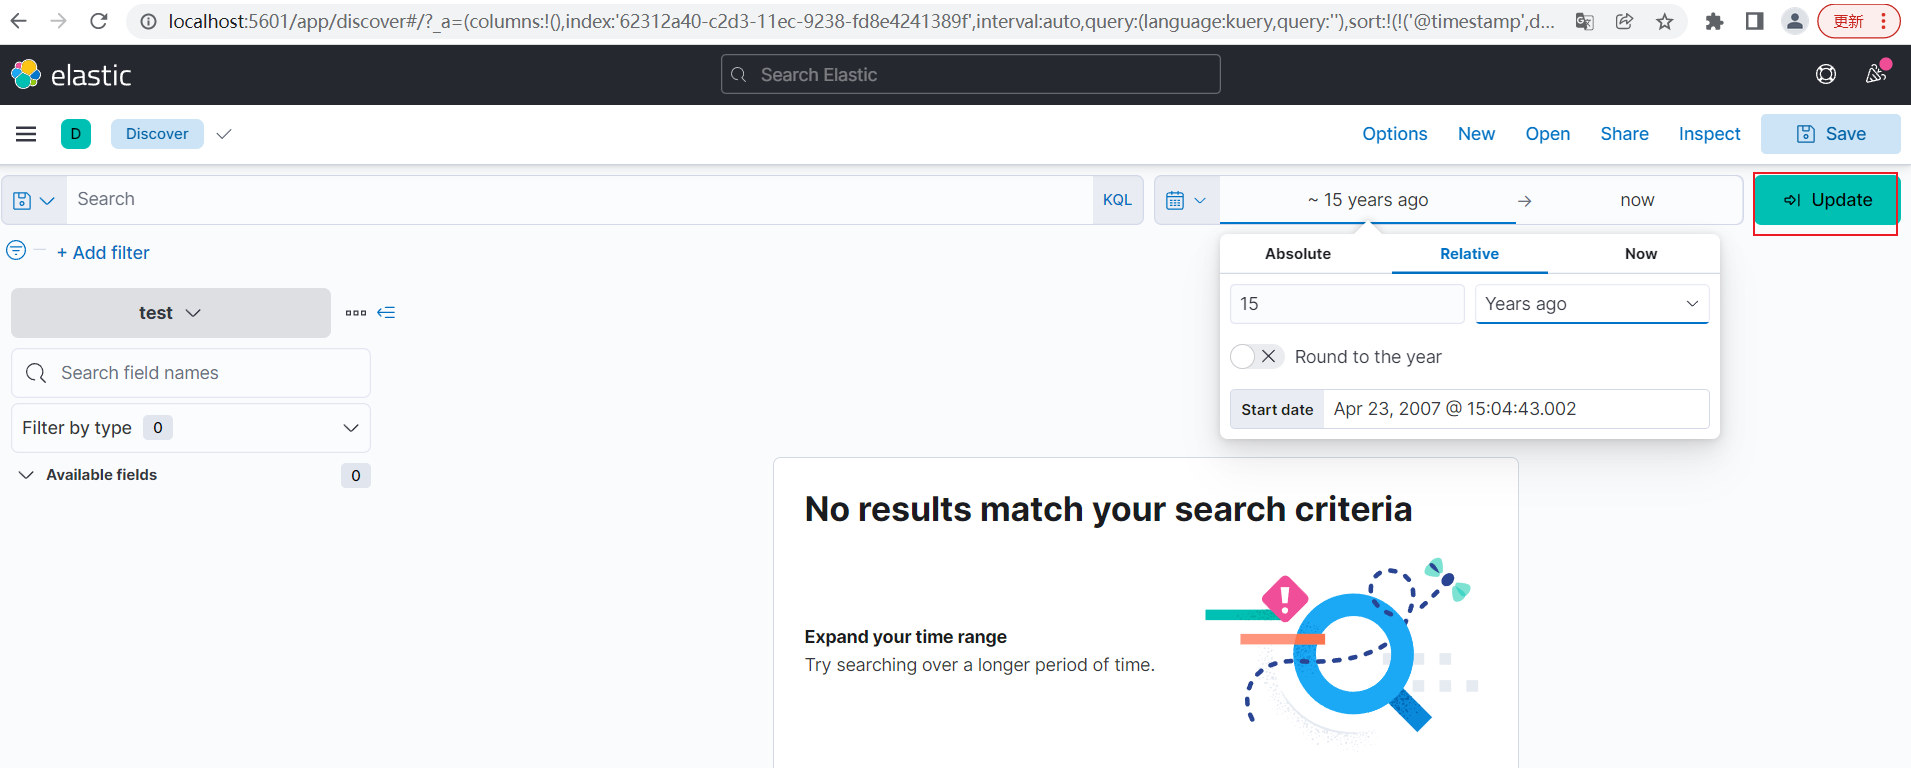 localhost:5601/app/discover#/?_a=(columns:!(),index:'62312a40-c2d3-11ec-9238-fd8e4241389f',interval:auto,query:(language:kuery,query:''),sort:!(!('@timestamp',d...
更新
elastic
Search Elastic
D
Discover
Options
New
Open
Share
Inspect
Save
Search
KQL
~ 15 years ago
→
now
Update
+ Add filter
Absolute
Relative
Now
15
Years ago
Round to the year
Start date
Apr 23, 2007 @ 15:04:43.002
test
Search field names
Filter by type 0
Available fields 0
No results match your search criteria
Expand your time range
Try searching over a longer period of time.